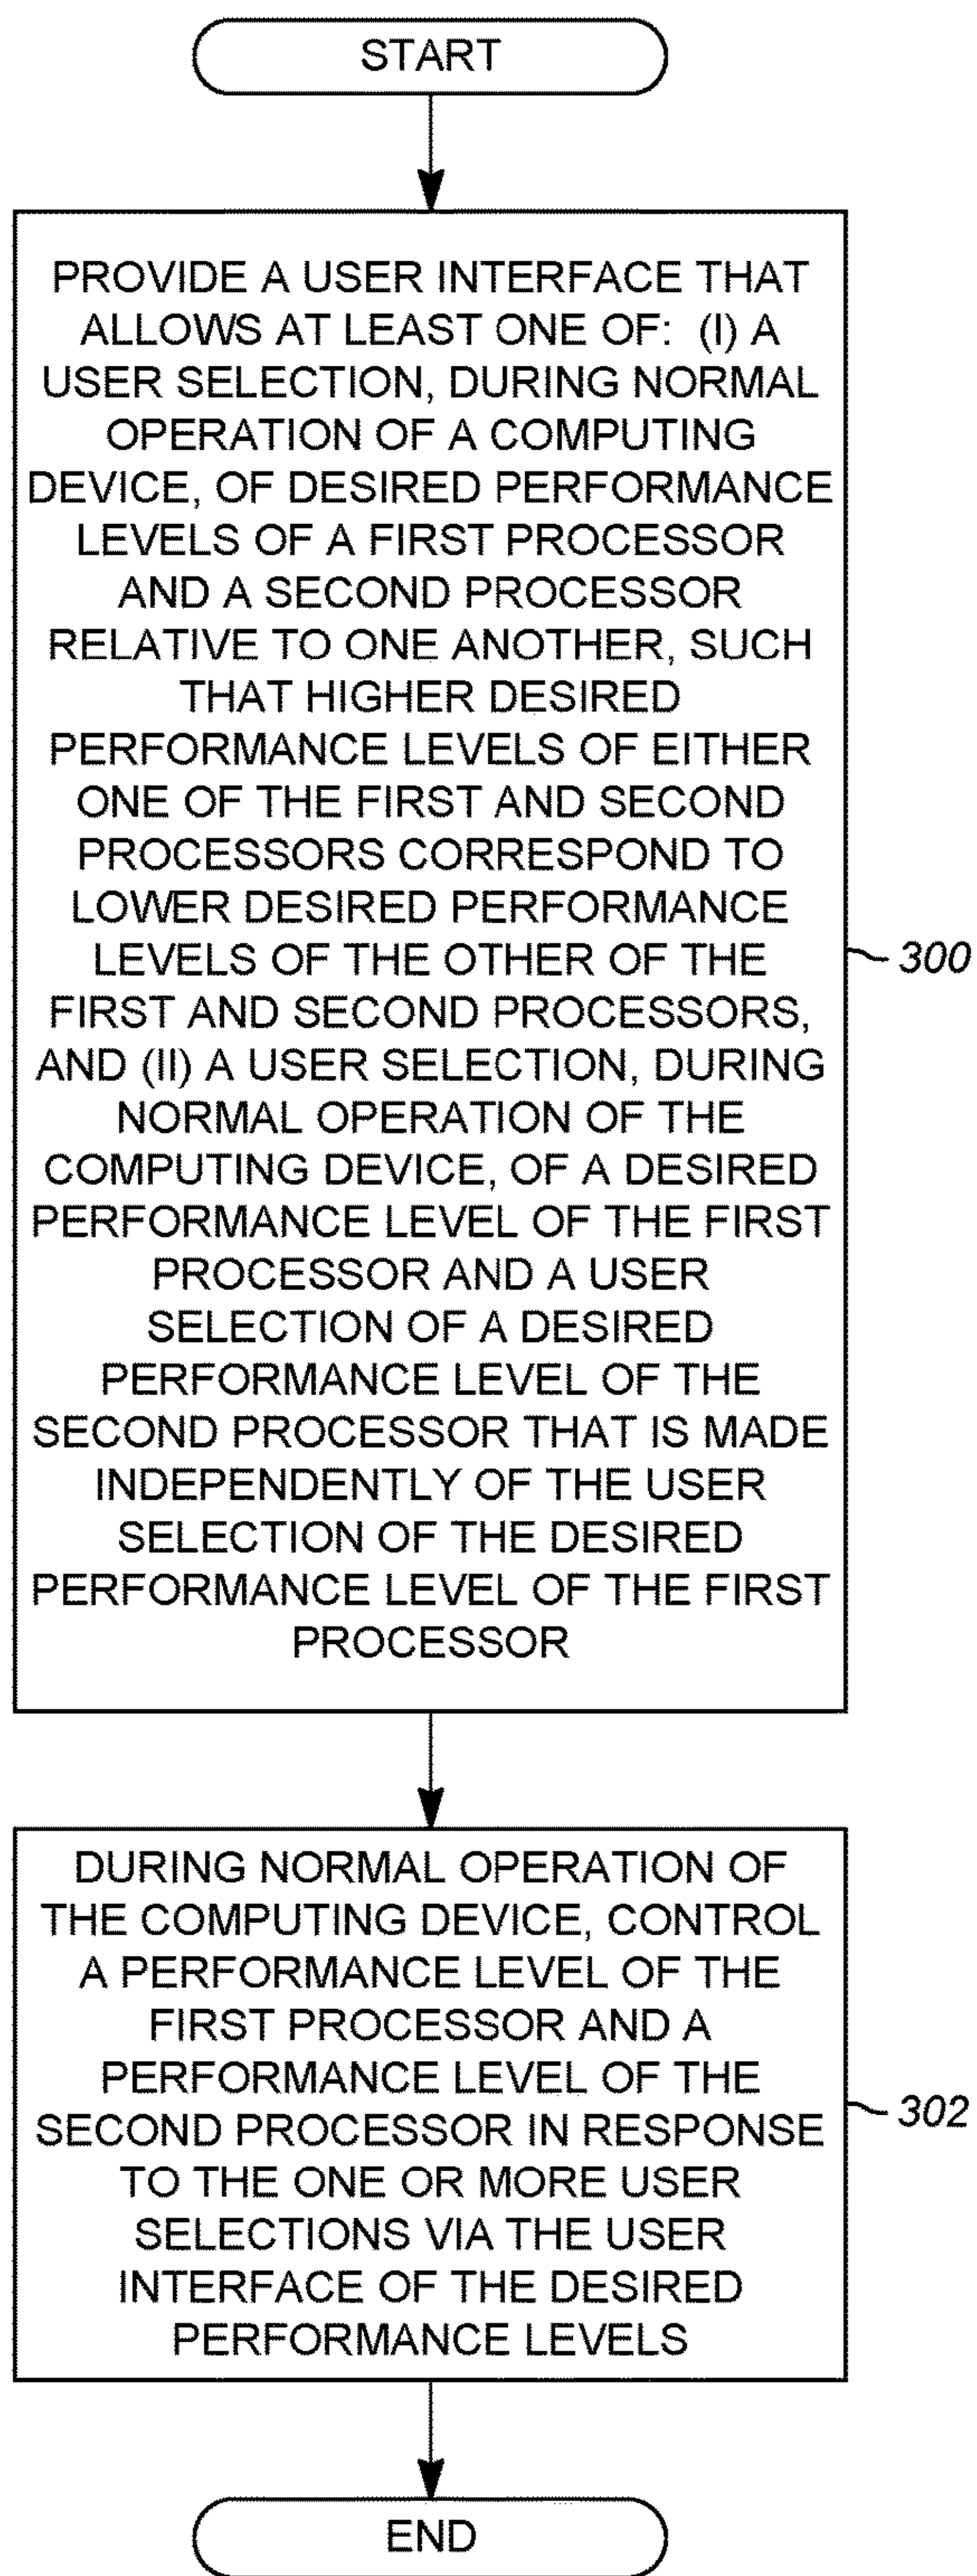 START
PROVIDE A USER INTERFACE THAT
ALLOWS AT LEAST ONE OF: (I) A
USER SELECTION, DURING NORMAL
OPERATION OF A COMPUTING
DEVICE, OF DESIRED PERFORMANCE
LEVELS OF A FIRST PROCESSOR
AND A SECOND PROCESSOR
RELATIVE TO ONE ANOTHER, SUCH
THAT HIGHER DESIRED
PERFORMANCE LEVELS OF EITHER
ONE OF THE FIRST AND SECOND
PROCESSORS CORRESPOND TO
LOWER DESIRED PERFORMANCE
LEVELS OF THE OTHER OF THE
FIRST AND SECOND PROCESSORS,
AND (II) A USER SELECTION, DURING
NORMAL OPERATION OF THE
COMPUTING DEVICE, OF A DESIRED
PERFORMANCE LEVEL OF THE FIRST
PROCESSOR AND A USER
SELECTION OF A DESIRED
PERFORMANCE LEVEL OF THE
SECOND PROCESSOR THAT IS MADE
INDEPENDENTLY OF THE USER
SELECTION OF THE DESIRED
PERFORMANCE LEVEL OF THE FIRST
PROCESSOR
300
DURING NORMAL OPERATION OF
THE COMPUTING DEVICE, CONTROL
A PERFORMANCE LEVEL OF THE
FIRST PROCESSOR AND A
PERFORMANCE LEVEL OF THE
SECOND PROCESSOR IN RESPONSE
TO THE ONE OR MORE USER
SELECTIONS VIA THE USER
INTERFACE OF THE DESIRED
PERFORMANCE LEVELS
302
END